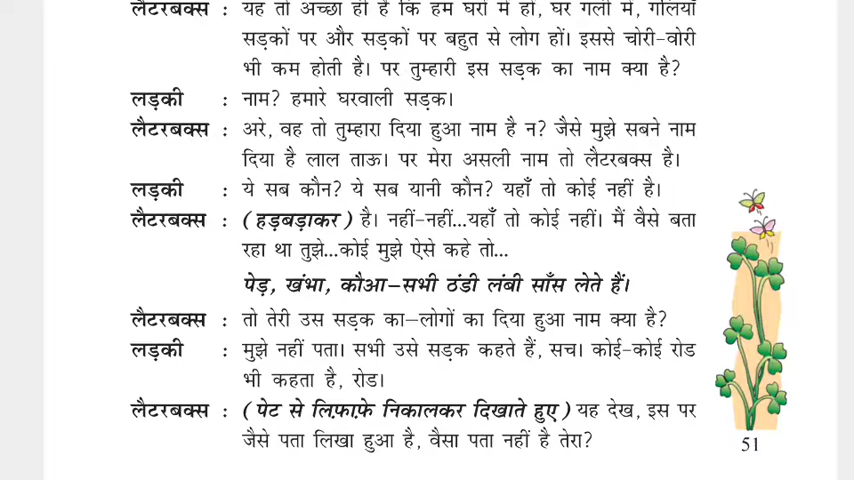 लैटरबक्स : यह तो अच्छा ही है कि हम घरों में हों, घर गली में, गलियाँ
सड़कों पर और सड़कों पर बहुत से लोग हों। इससे चोरी-वोरी
भी कम होती है। पर तुम्हारी इस सड़क का नाम क्या है?
लड़की : नाम? हमारे घरवाली सड़क।
लैटरबक्स : अरे, वह तो तुम्हारा दिया हुआ नाम है न? जैसे मुझे सबने नाम
दिया है लाल ताऊ। पर मेरा असली नाम तो लैटरबक्स है।
लड़की : ये सब कौन? ये सब यानी कौन? यहाँ तो कोई नहीं है।
लैटरबक्स : (हड़बड़ाकर) है। नहीं-नहीं...यहाँ तो कोई नहीं। मैं वैसे बता
रहा था तुझे...कोई मुझे ऐसे कहे तो...
पेड़, खंभा, कौआ—सभी ठंडी लंबी साँस लेते हैं।
लैटरबक्स : तो तेरी उस सड़क का—लोगों का दिया हुआ नाम क्या है?
लड़की : मुझे नहीं पता। सभी उसे सड़क कहते हैं, सच। कोई-कोई रोड
भी कहता है, रोड।
लैटरबक्स : (पेट से लिफ़ाफ़े निकालकर दिखाते हुए) यह देख, इस पर
जैसे पता लिखा हुआ है, वैसा पता नहीं है तेरा?
51